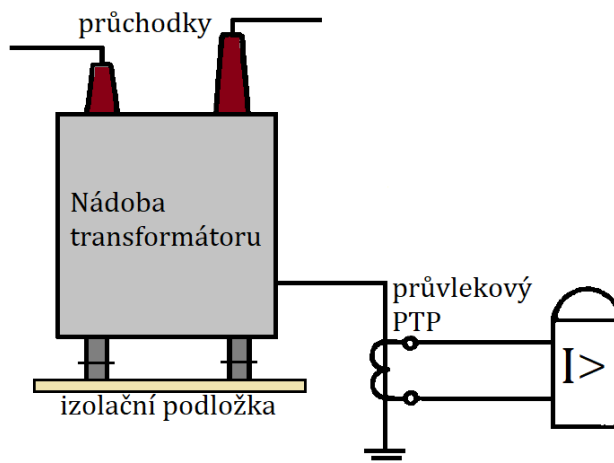 průchodky
Nádoba
transformátoru
průvlekový
PTP
I>
izolační podložka